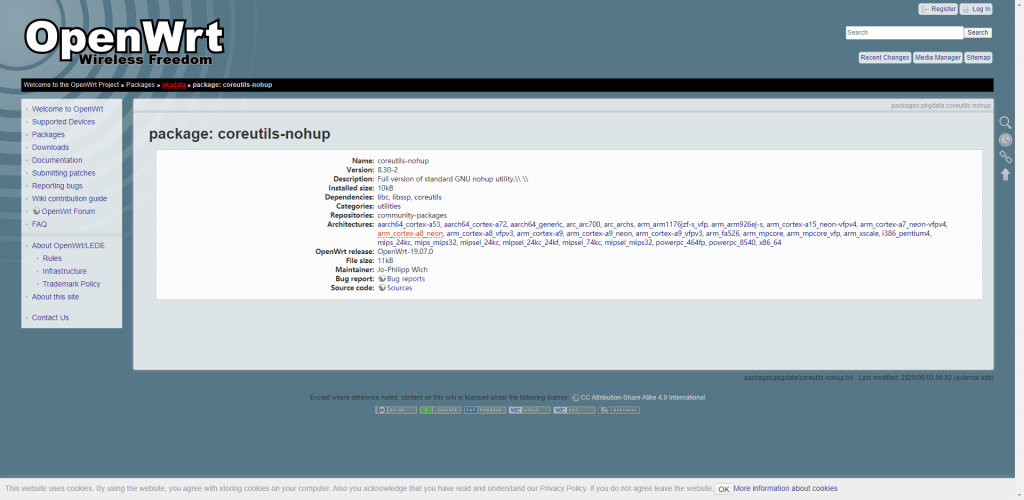 Register Log In
OpenWrt
Wireless Freedom
Search Search
Recent Changes Media Manager Sitemap
Welcome to the OpenWrt Project » Packages » pkgdata » package: coreutils-nohup
Welcome to OpenWrt
Supported Devices
Packages
Downloads
Documentation
Submitting patches
Reporting bugs
Wiki contribution guide
OpenWrt Forum
FAQ
About OpenWrt/LEDE
Rules
Infrastructure
Trademark Policy
About this site
Contact Us
packages:pkgdata:coreutils-nohup
package: coreutils-nohup
Name: coreutils-nohup
Version: 8.30-2
Description: Full version of standard GNU nohup utility.\\ \\
Installed size: 10kB
Dependencies: libc, libssp, coreutils
Categories: utilities
Repositories: community-packages
Architectures: aarch64_cortex-a53, aarch64_cortex-a72, aarch64_generic, arc_arc700, arc_archs, arm_arm1176jzf-s_vfp, arm_arm926ej-s, arm_cortex-a15_neon-vfpv4, arm_cortex-a7_neon-vfpv4,
arm_cortex-a8_neon, arm_cortex-a8_vfpv3, arm_cortex-a9, arm_cortex-a9_neon, arm_cortex-a9_vfpv3, arm_fa526, arm_mpcore, arm_mpcore_vfp, arm_xscale, i386_pentium4,
mips_24kc, mips_mips32, mipsel_24kc, mipsel_24kc_24kf, mipsel_74kc, mipsel_mips32, powerpc_464fp, powerpc_8540, x86_64
OpenWrt release: OpenWrt-19.07.0
File size: 11kB
Maintainer: Jo-Philipp Wich
Bug report: Bug reports
Source code: Sources
packages/pkgdata/coreutils-nohup.txt · Last modified: 2020/05/03 06:02 (external edit)
Except where otherwise noted, content on this wiki is licensed under the following license: CC Attribution-Share Alike 4.0 International
This website uses cookies. By using the website, you agree with storing cookies on your computer. Also you acknowledge that you have read and understand our Privacy Policy. If you do not agree leave the website. OK More information about cookies